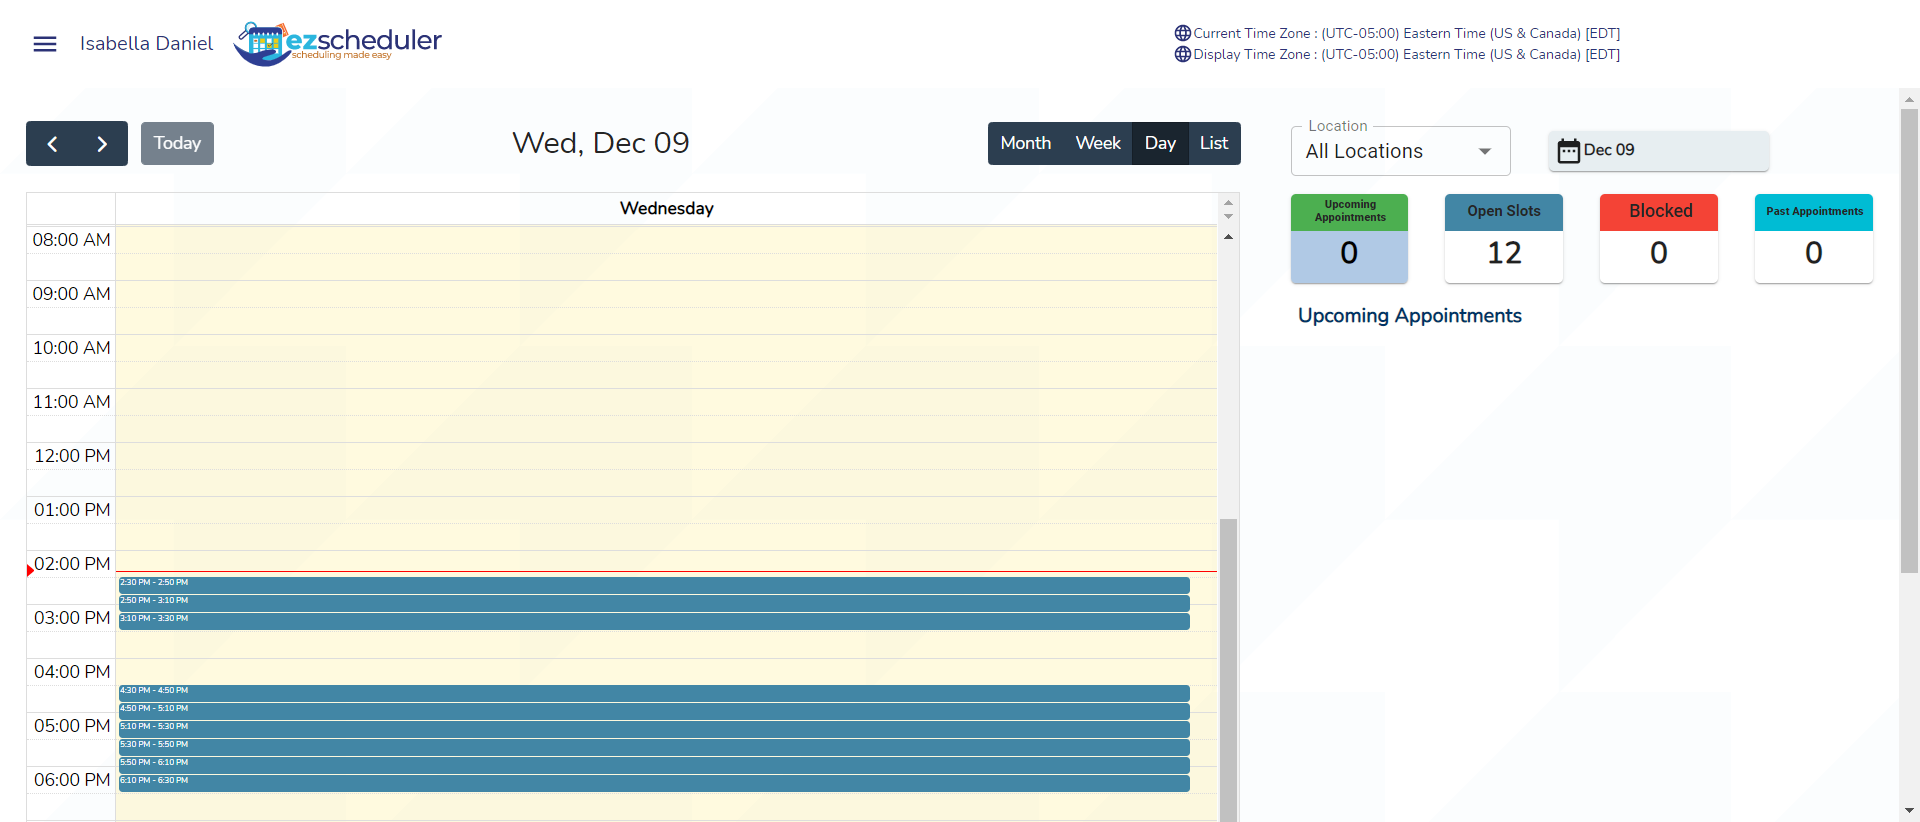 Isabella Daniel
ezscheduler
scheduling made easy
Current Time Zone : (UTC-05:00) Eastern Time (US & Canada) [EDT]
Display Time Zone : (UTC-05:00) Eastern Time (US & Canada) [EDT]
Today
Wed, Dec 09
Month Week Day List
Location
All Locations
Dec 09
Wednesday
08:00 AM
09:00 AM
10:00 AM
11:00 AM
12:00 PM
01:00 PM
02:00 PM
2:30 PM - 2:50 PM
2:50 PM - 3:10 PM
03:00 PM
3:10 PM - 3:30 PM
04:00 PM
4:30 PM - 4:50 PM
4:50 PM - 5:10 PM
05:00 PM
5:10 PM - 5:30 PM
5:30 PM - 5:50 PM
5:50 PM - 6:10 PM
06:00 PM
6:10 PM - 6:30 PM
Upcoming
Appointments
0
Open Slots
12
Blocked
0
Past Appointments
0
Upcoming Appointments